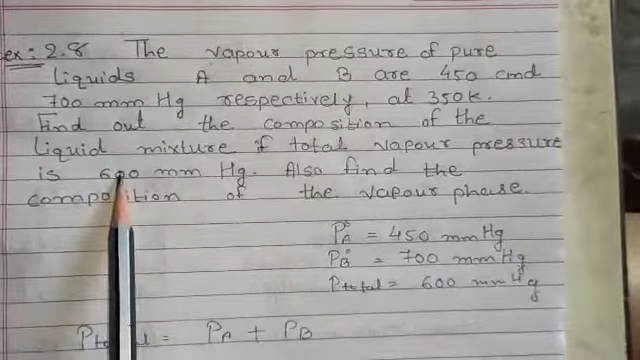 ex: 2.8 The vapour pressure of pure
liquids A and B are 450 and
700 mm Hg respectively, at 350K.
Find out the composition of the
liquid mixture if total vapour pressure
is 600 mm Hg. Also find the
composition of the vapour phase.
P°A = 450 mm Hg
P°B = 700 mm Hg
Ptotal = 600 mm Hg
Ptotal = PA + PB